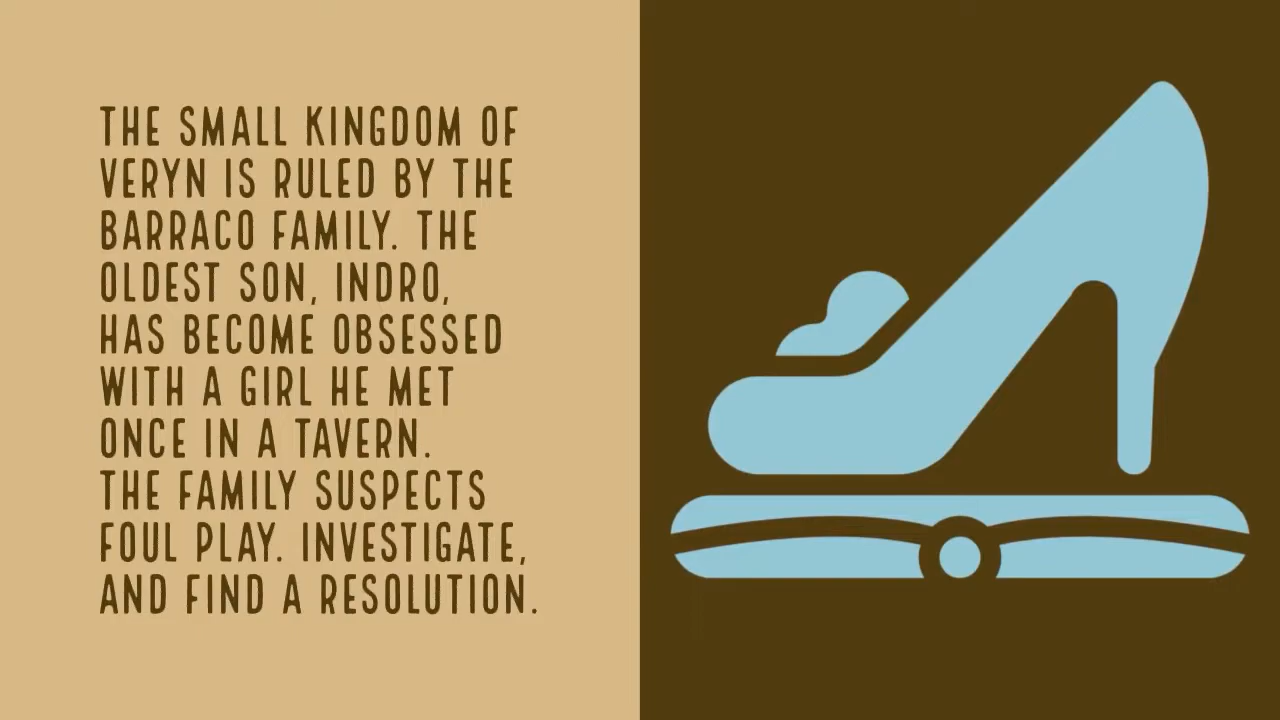 THE SMALL KINGDOM OF
VERYN IS RULED BY THE
BARRACO FAMILY. THE
OLDEST SON, INDRO,
HAS BECOME OBSESSED
WITH A GIRL HE MET
ONCE IN A TAVERN.
THE FAMILY SUSPECTS
FOUL PLAY. INVESTIGATE,
AND FIND A RESOLUTION.